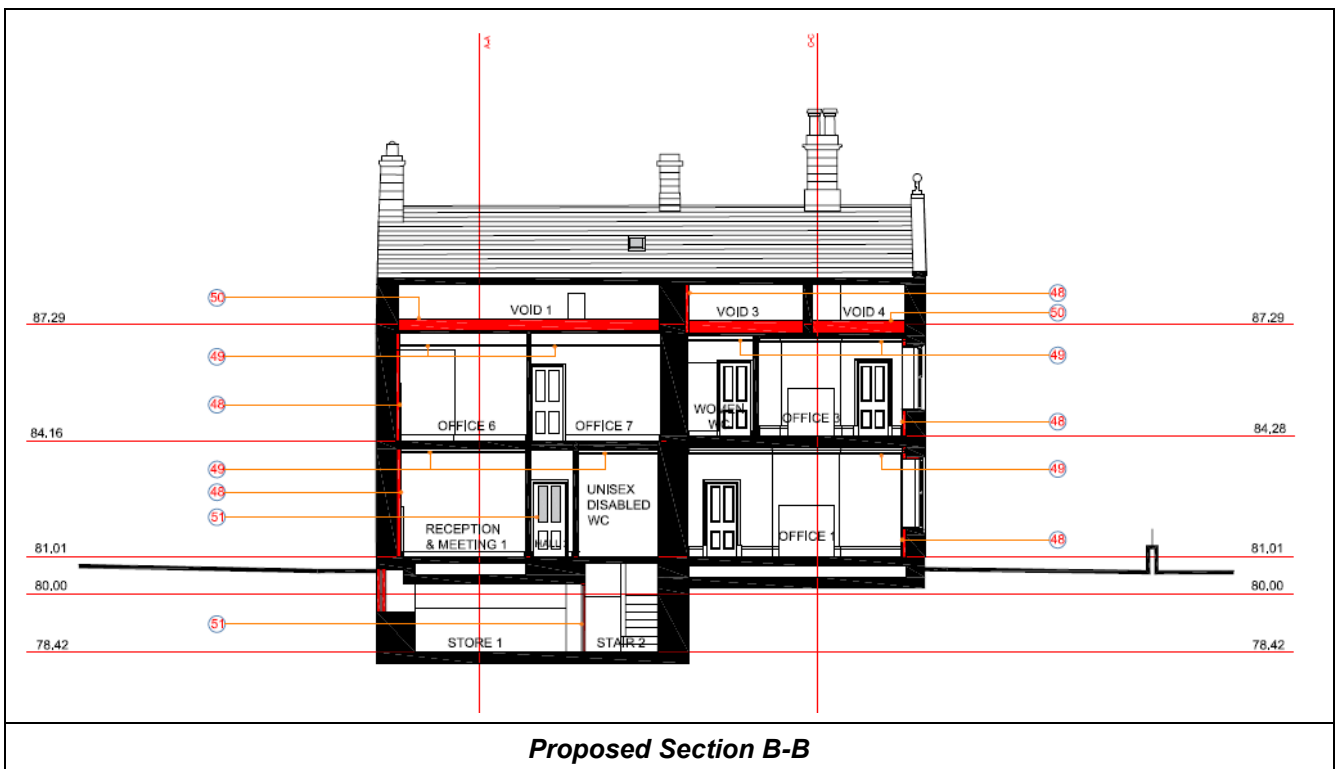 50
VOID 1
48
VOID 3
VOID 4
50
87.29
87.29
49
49
48
WOMEN
WC
OFFICE 3
48
OFFICE 6
OFFICE 7
84.16
84.28
49
49
48
UNISEX
DISABLED
WC
51
RECEPTION
& MEETING 1
HALL
OFFICE 1
48
81.01
81.01
80.00
80.00
51
STORE 1
STAIR 2
78.42
78.42
Proposed Section B-B